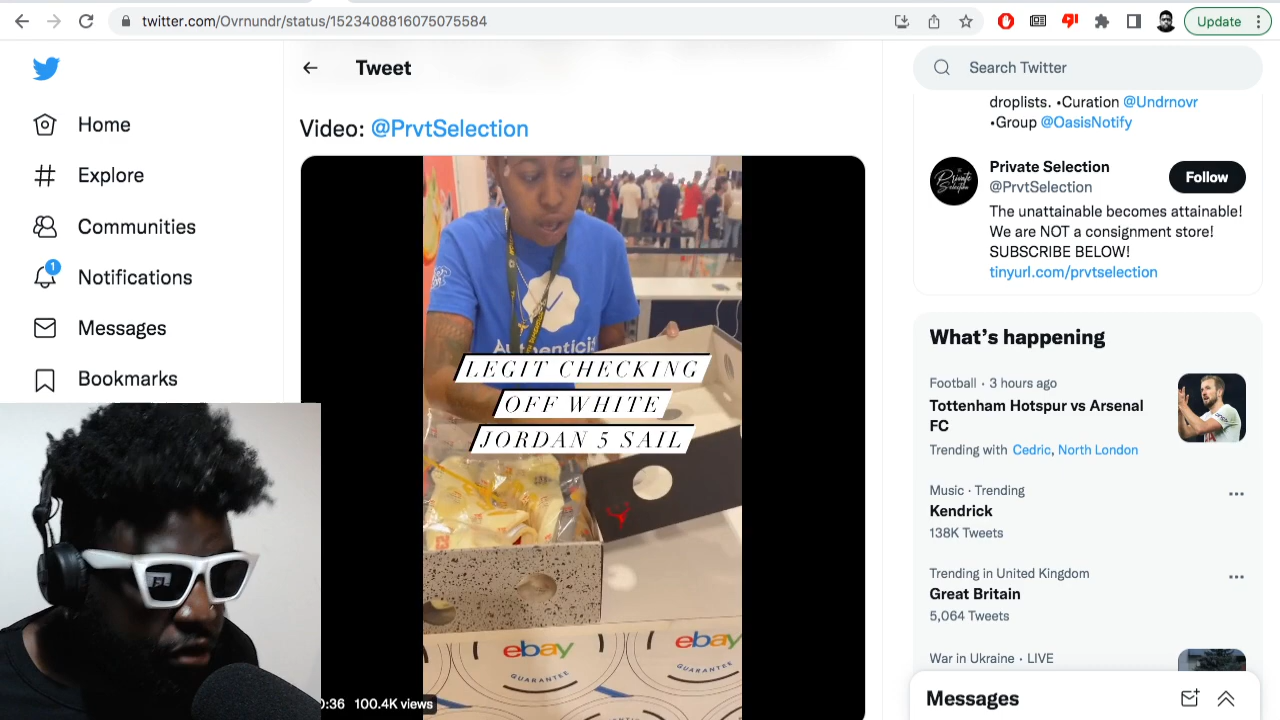 twitter.com/Ovrnundr/status/1523408816075075584
Update
Home
Explore
Communities
1
Notifications
Messages
Bookmarks
Tweet
Video: @PrvtSelection
LEGIT CHECKING
OFF WHITE
JORDAN 5 SAIL
ebay
GUARANTEE
ebay
GUARANTEE
:36 100.4K views
Search Twitter
droplists. •Curation @Undrnovr
•Group @OasisNotify
Private Selection
@PrvtSelection
Follow
The unattainable becomes attainable!
We are NOT a consignment store!
SUBSCRIBE BELOW!
tinyurl.com/prvtselection
What’s happening
Football · 3 hours ago
Tottenham Hotspur vs Arsenal
FC
Trending with Cedric, North London
Music · Trending
Kendrick
138K Tweets
Trending in United Kingdom
Great Britain
5,064 Tweets
War in Ukraine · LIVE
Messages